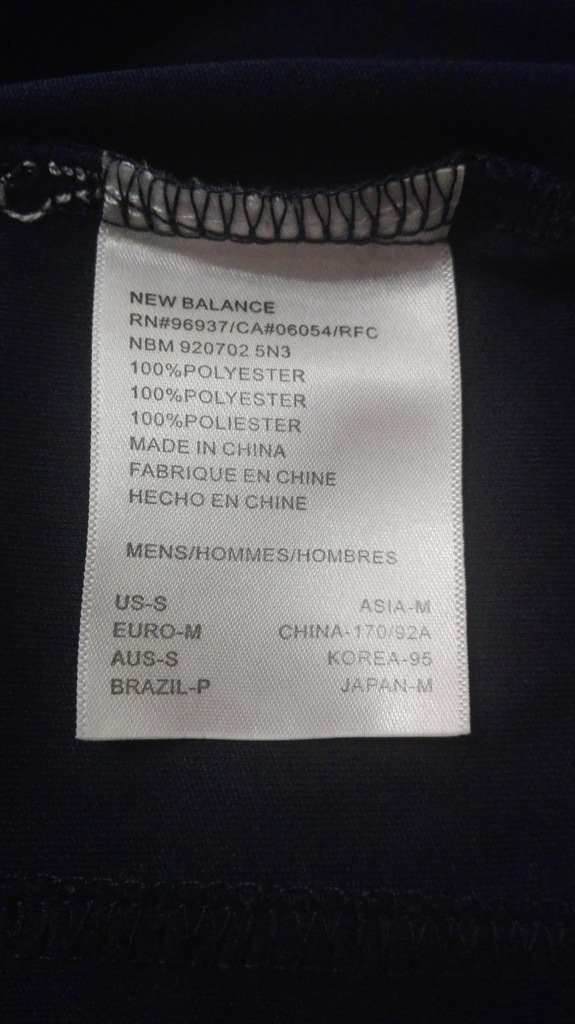 NEW BALANCE
RN#96937/CA#06054/RFC
NBM 920702 5N3
100%POLYESTER
100%POLYESTER
100%POLIESTER
MADE IN CHINA
FABRIQUE EN CHINE
HECHO EN CHINE
MENS/HOMMES/HOMBRES
US-S ASIA-M
EURO-M CHINA-170/92A
AUS-S KOREA-95
BRAZIL-P JAPAN-M